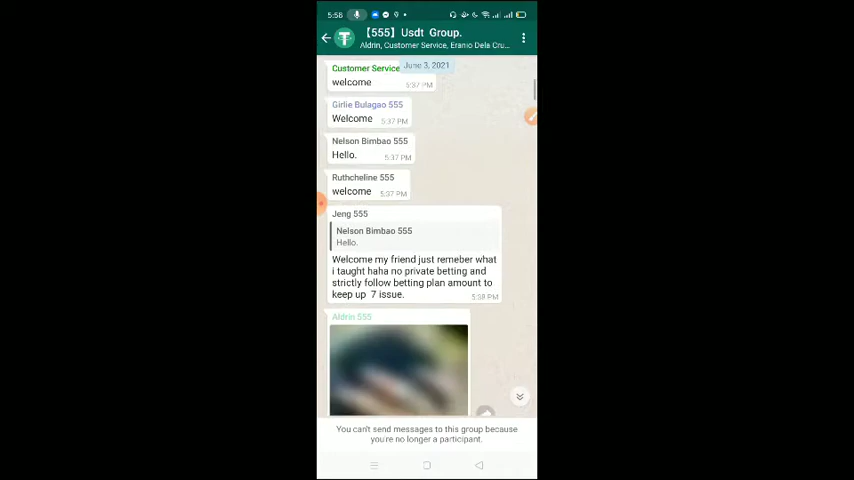 5:58
【555】 Usdt Group.
Aldrin, Customer Service, Eranio Dela Cru...
June 3, 2021
Customer Service
welcome
5:37 PM
Girlie Bulagao 555
Welcome
5:37 PM
Nelson Bimbao 555
Hello.
5:37 PM
Ruthcheline 555
welcome
5:37 PM
Jeng 555
Nelson Bimbao 555
Hello.
Welcome my friend just remeber what
i taught haha no private betting and
strictly follow betting plan amount to
keep up 7 issue.
5:38 PM
Aldrin 555
You can't send messages to this group because
you're no longer a participant.